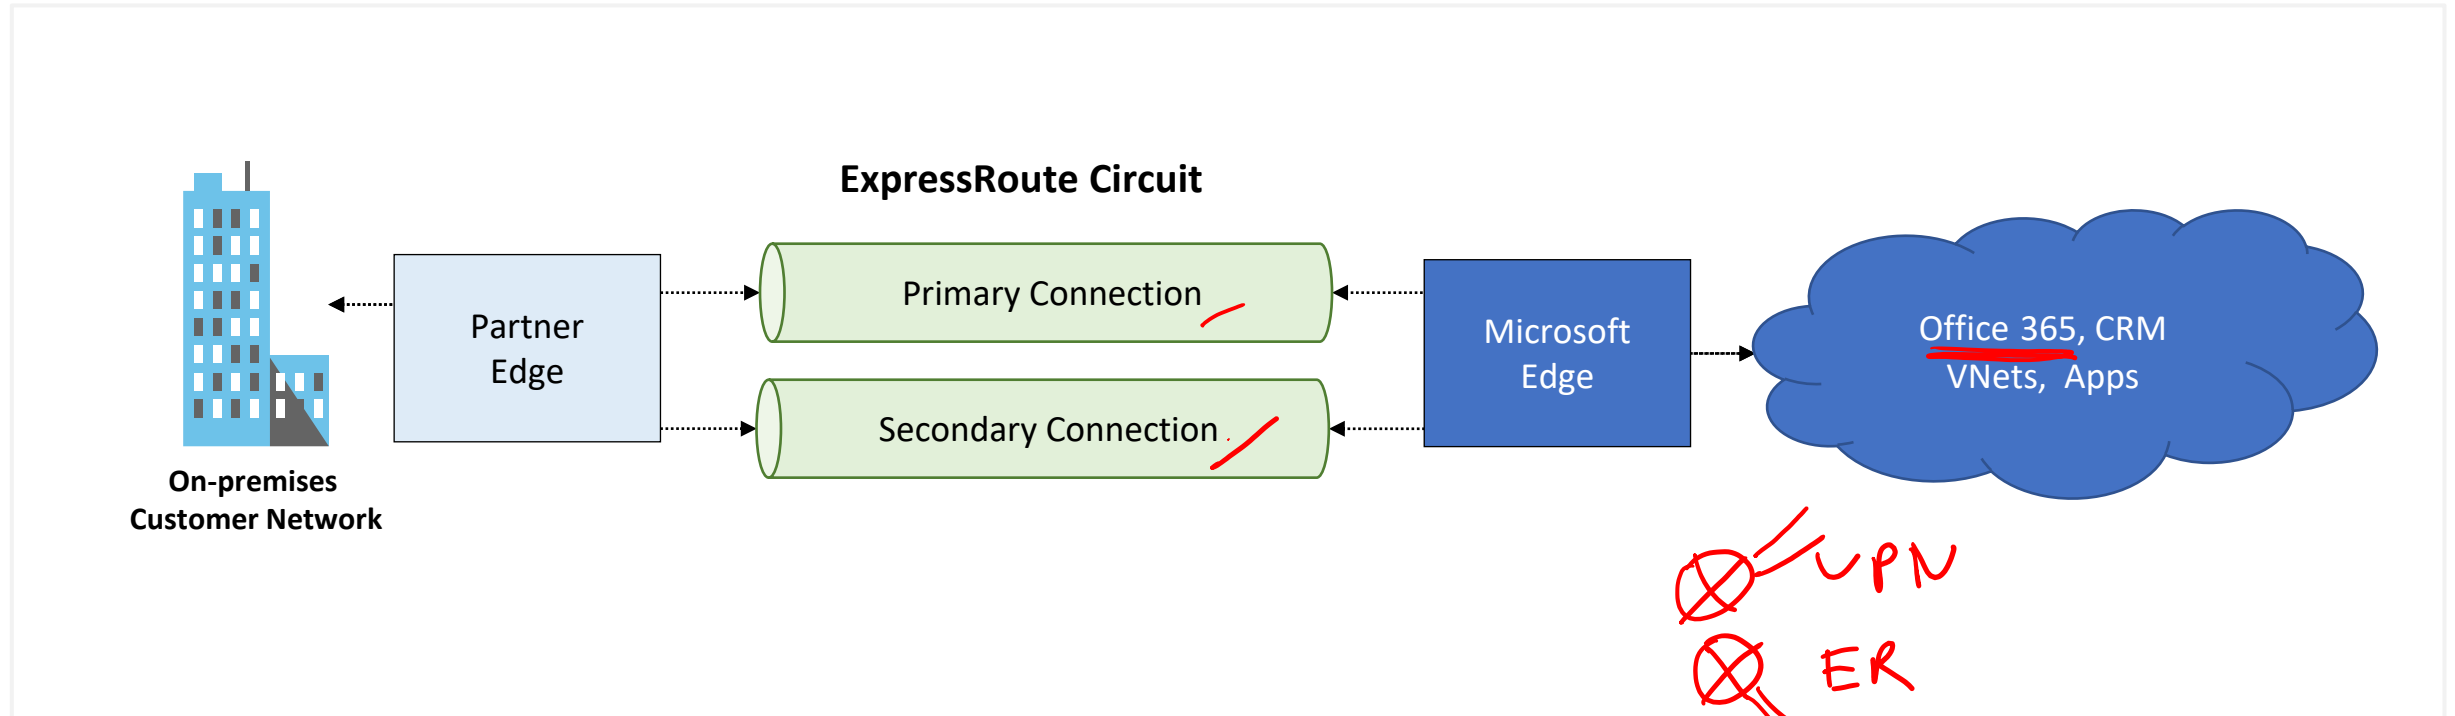 ExpressRoute Circuit
Primary Connection
Partner
Edge
Microsoft
Edge
Office 365, CRM
VNets, Apps
Secondary Connection
On-premises
Customer Network
VPN
ER